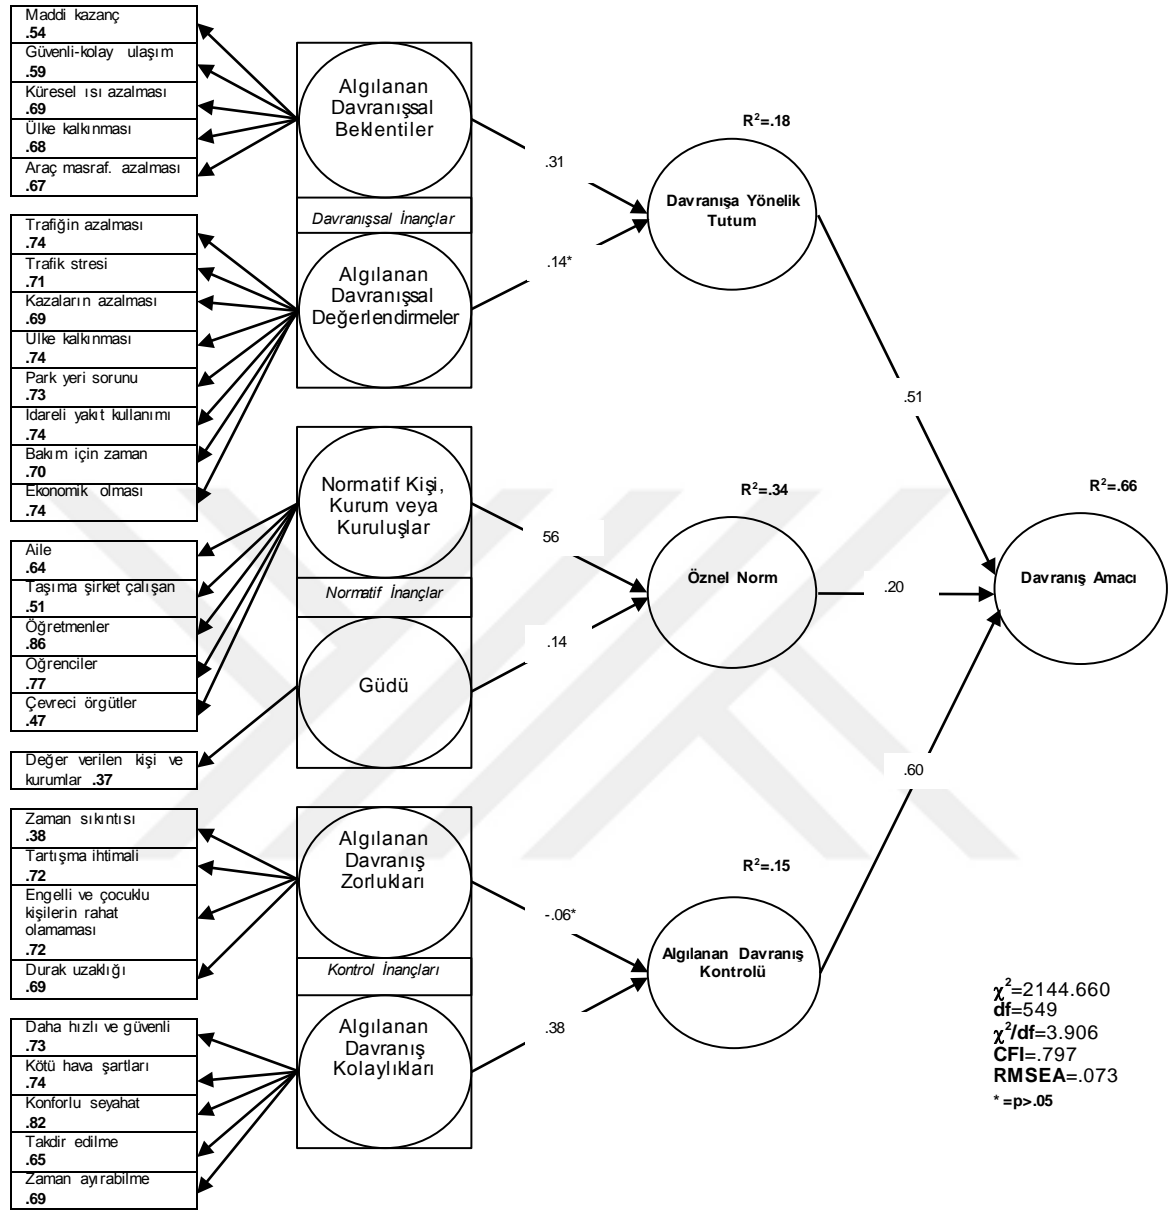 Maddi kazanç
.54
Güvenli-kolay ulaşım
.59
Küresel ısı azalması
.69
Ülke kalkınması
.68
Araç masraf. azalması
.67
Trafiğin azalması
.74
Trafik stresi
.71
Kazaların azalması
.69
Ülke kalkınması
.74
Park yeri sorunu
.73
İdareli yakıt kullanımı
.74
Bakım için zaman
.70
Ekonomik olması
.74
Aile
.64
Taşıma şirket çalışan
.51
Öğretmenler
.86
Öğrenciler
.77
Çevreci örgütler
.47
Değer verilen kişi ve
kurumlar .37
Zaman sıkıntısı
.38
Tartışma ihtimali
.72
Engelli ve çocuklu
kişilerin rahat
olamaması
.72
Durak uzaklığı
.69
Daha hızlı ve güvenli
.73
Kötü hava şartları
.74
Konforlu seyahat
.82
Takdir edilme
.65
Zaman ayırabilme
.69
Algılanan
Davranışsal
Beklentiler
Davranışsal İnançlar
Algılanan
Davranışsal
Değerlendirmeler
Normatif Kişi,
Kurum veya
Kuruluşlar
Normatif İnançlar
Güdü
Algılanan
Davranış
Zorlukları
Kontrol İnançları
Algılanan
Davranış
Kolaylıkları
.31
.14*
56
.14
-.06*
.38
R²=.18
Davranışa Yönelik
Tutum
R²=.34
Öznel Norm
R²=.15
Algılanan Davranış
Kontrolü
.51
.20
.60
R²=.66
Davranış Amacı
χ²=2144.660
df=549
χ²/df=3.906
CFI=.797
RMSEA=.073
* =p>.05